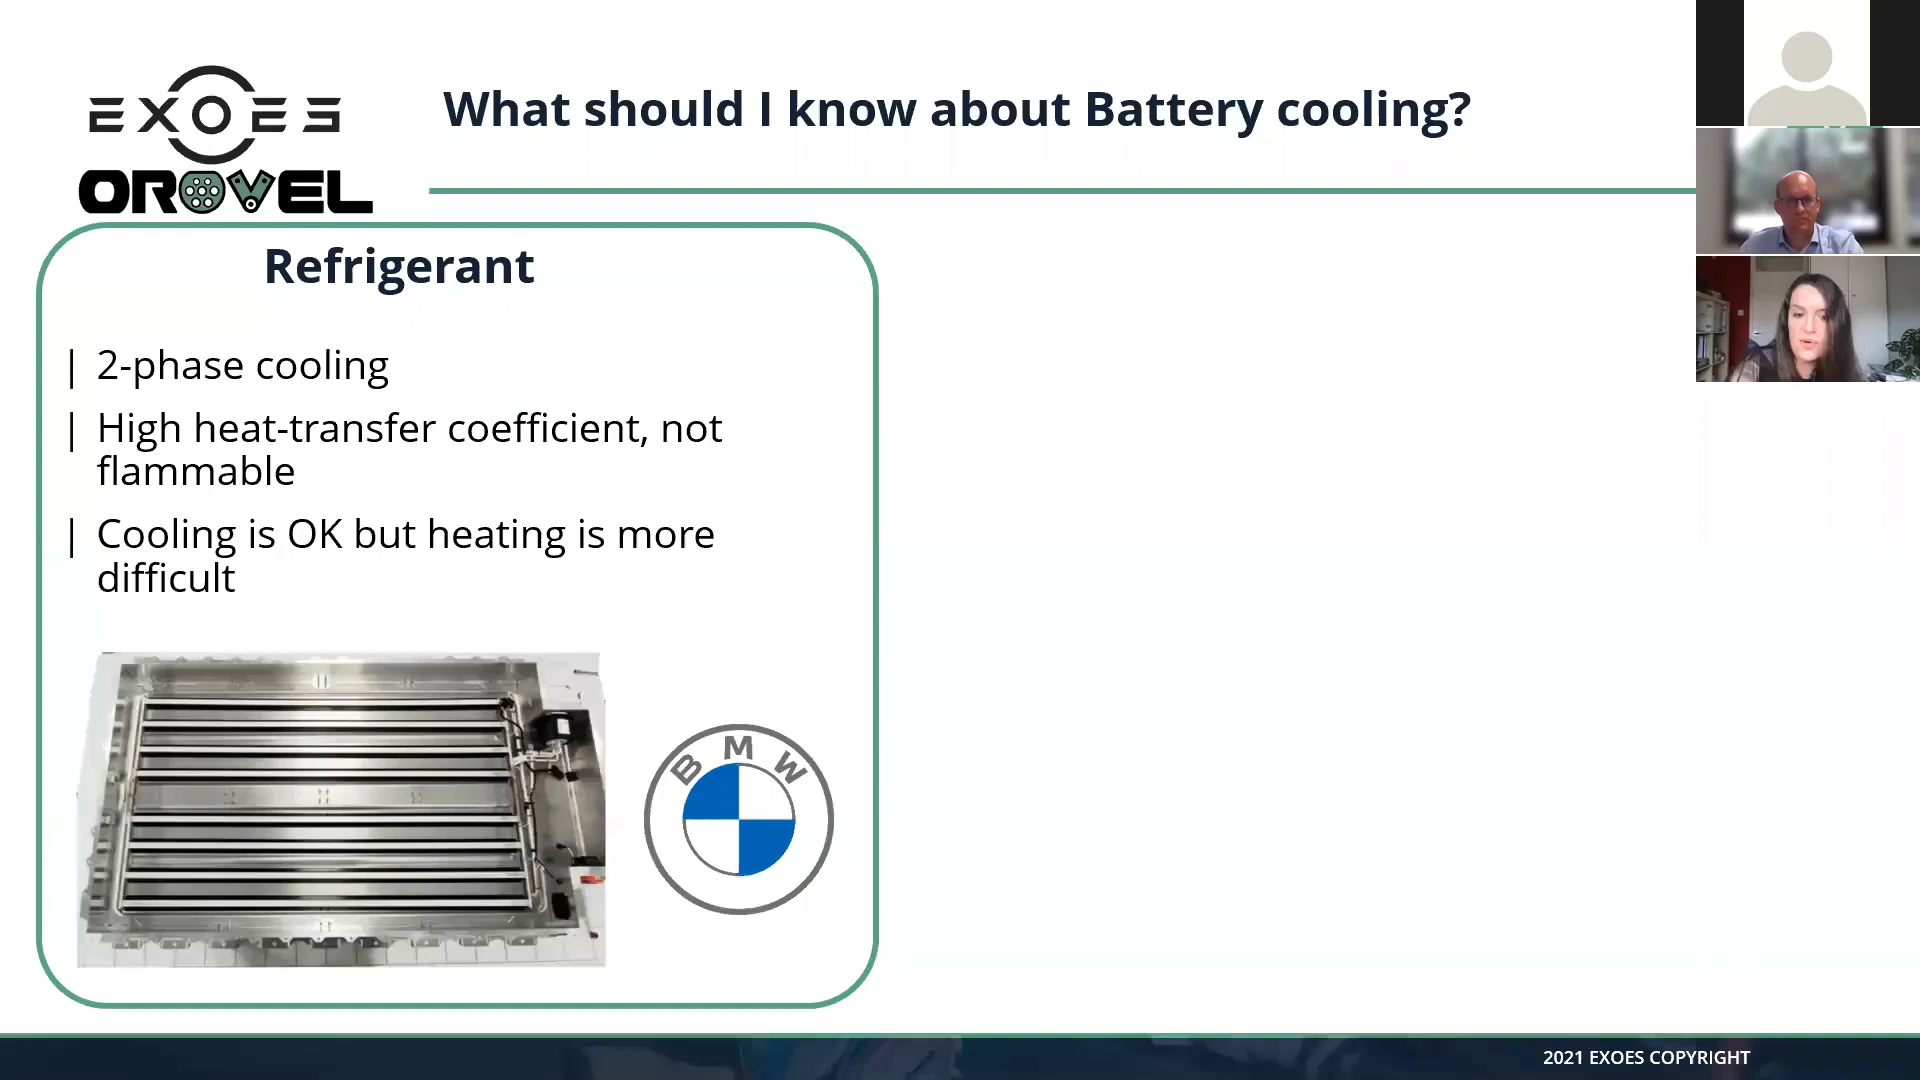 EXOES
OROVEL
What should I know about Battery cooling?
Refrigerant
| 2-phase cooling
| High heat-transfer coefficient, not
flammable
| Cooling is OK but heating is more
difficult
BMW
2021 EXOES COPYRIGHT